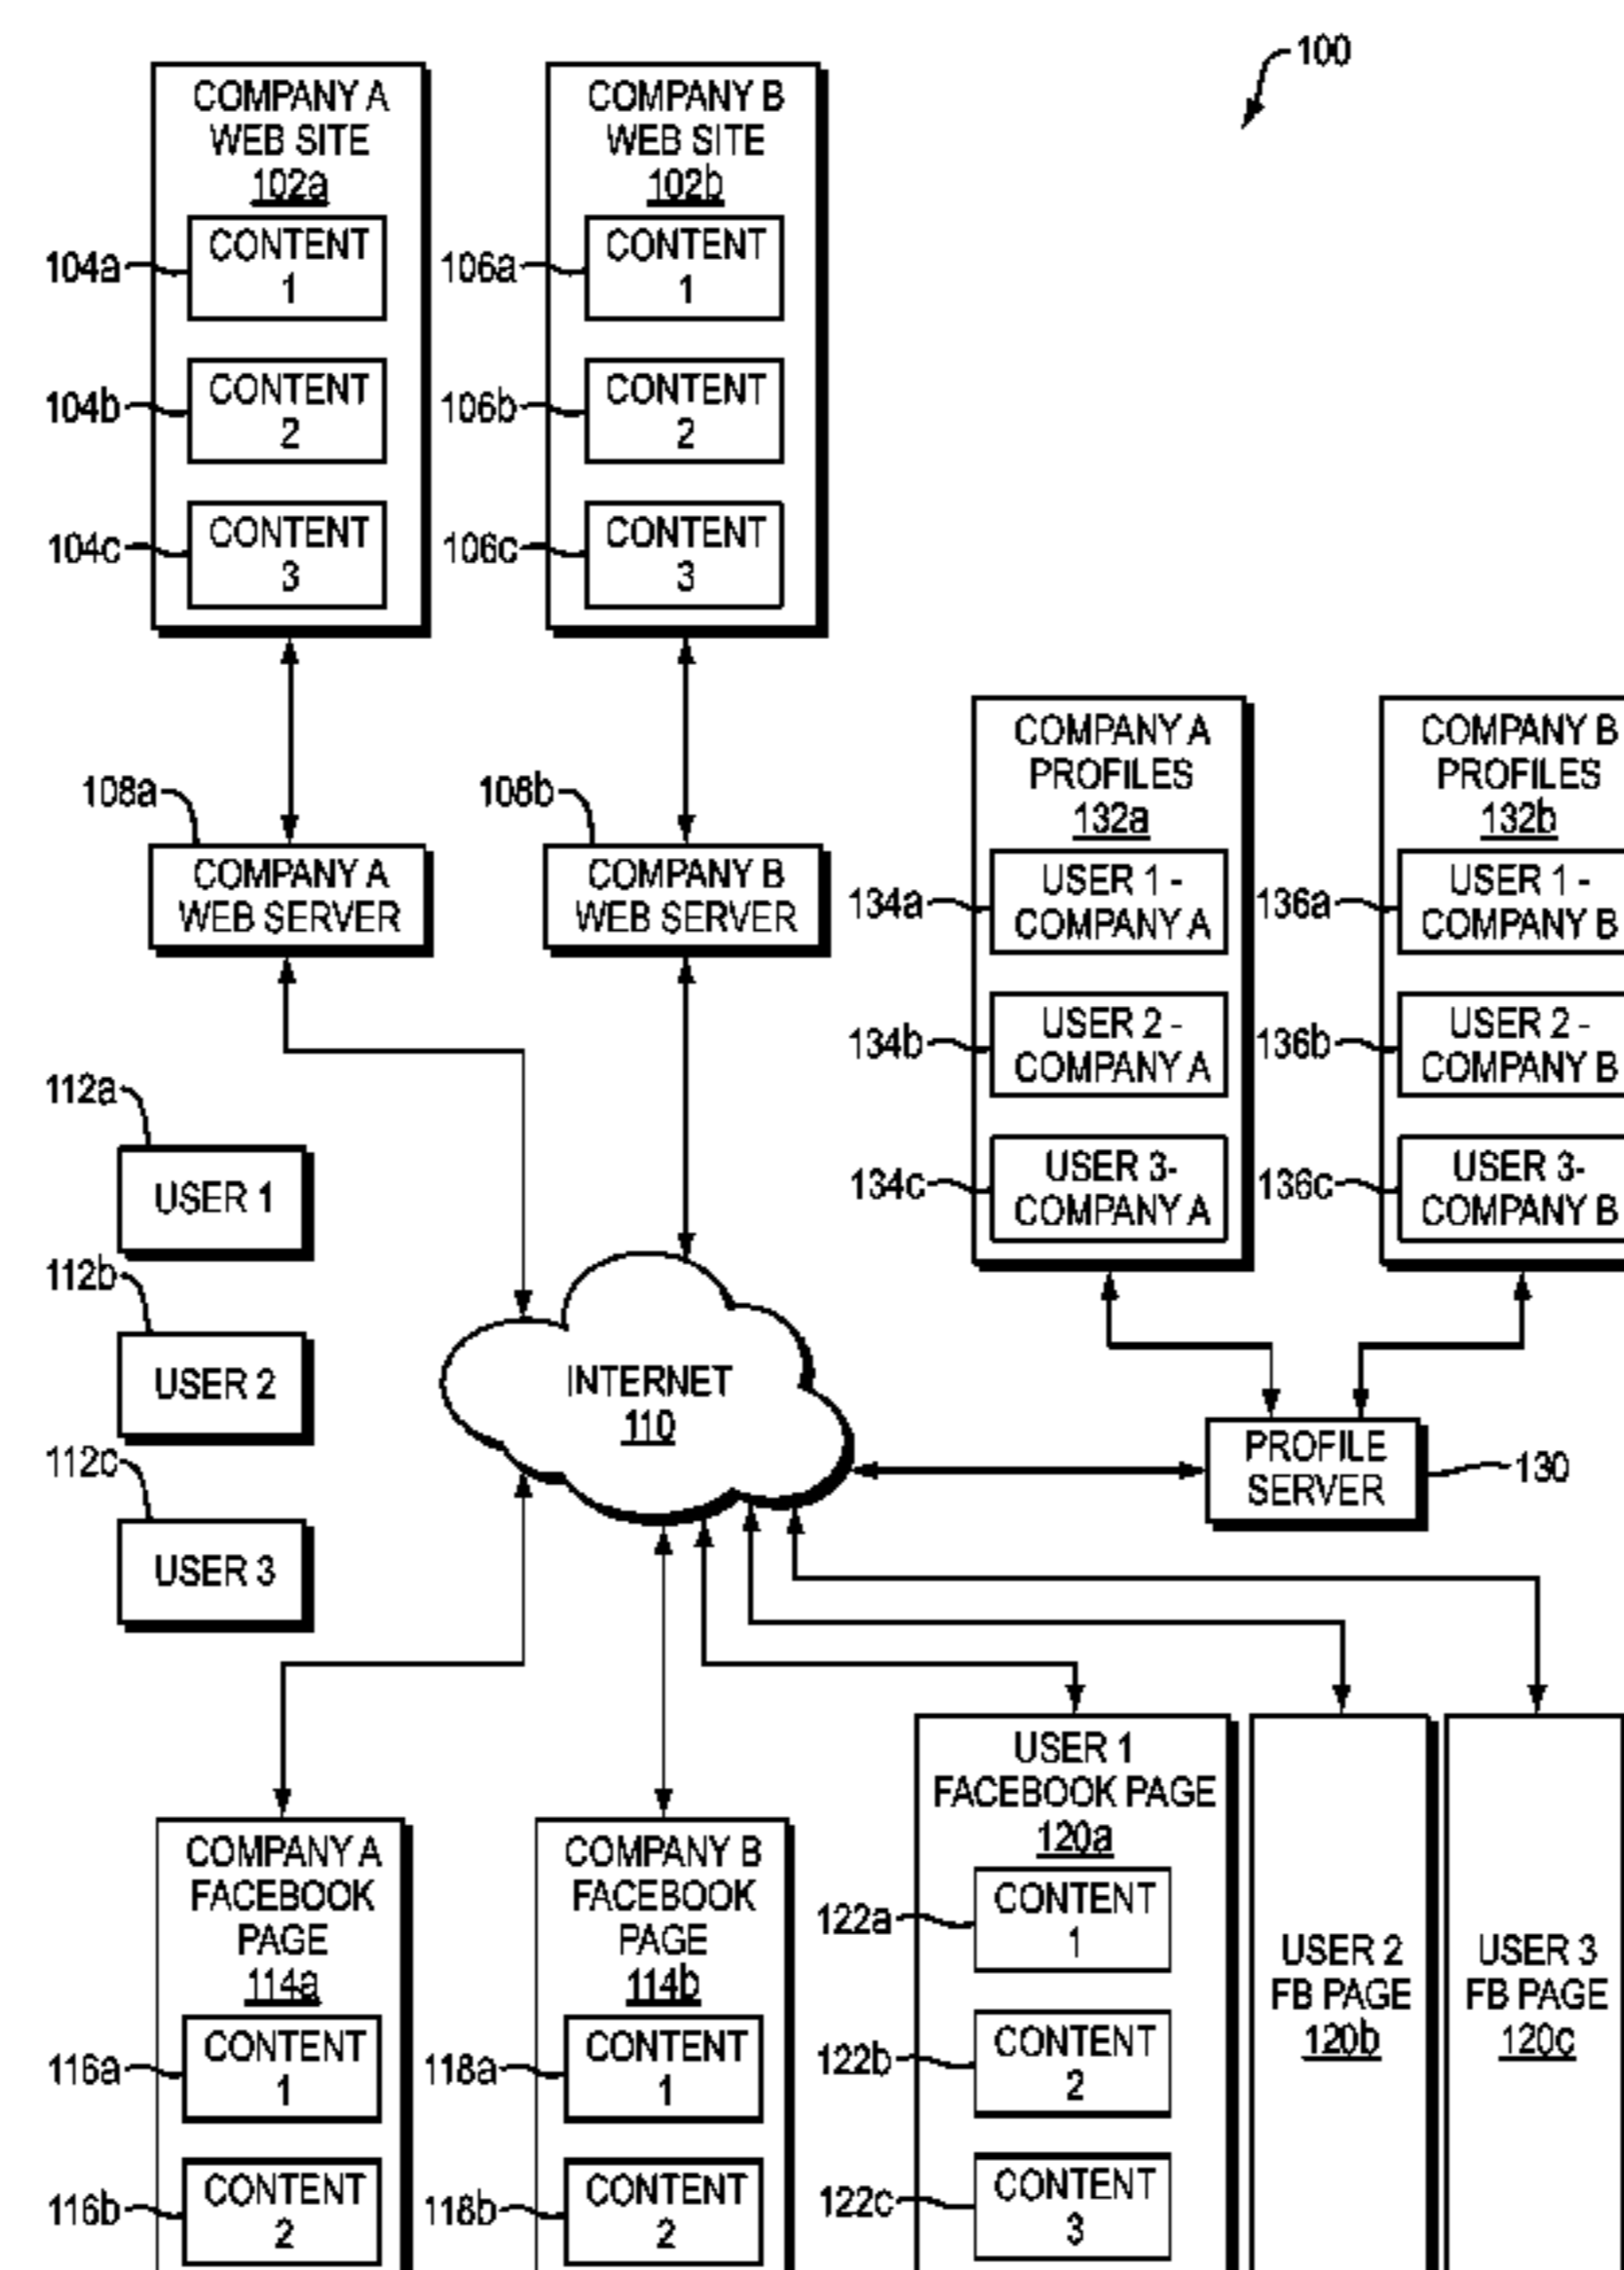 100
COMPANY A
WEB SITE
102a
104a
CONTENT
1
104b
CONTENT
2
104c
CONTENT
3
COMPANY B
WEB SITE
102b
106a
CONTENT
1
106b
CONTENT
2
106c
CONTENT
3
108a
COMPANY A
WEB SERVER
108b
COMPANY B
WEB SERVER
COMPANY A
PROFILES
132a
134a
USER 1 -
COMPANY A
134b
USER 2 -
COMPANY A
134c
USER 3-
COMPANY A
COMPANY B
PROFILES
132b
136a
USER 1 -
COMPANY B
136b
USER 2 -
COMPANY B
136c
USER 3-
COMPANY B
112a
USER 1
112b
USER 2
112c
USER 3
INTERNET
110
PROFILE
SERVER
130
COMPANY A
FACEBOOK
PAGE
114a
116a
CONTENT
1
116b
CONTENT
2
COMPANY B
FACEBOOK
PAGE
114b
118a
CONTENT
1
118b
CONTENT
2
USER 1
FACEBOOK PAGE
120a
122a
CONTENT
1
122b
CONTENT
2
122c
CONTENT
3
USER 2
FB PAGE
120b
USER 3
FB PAGE
120c